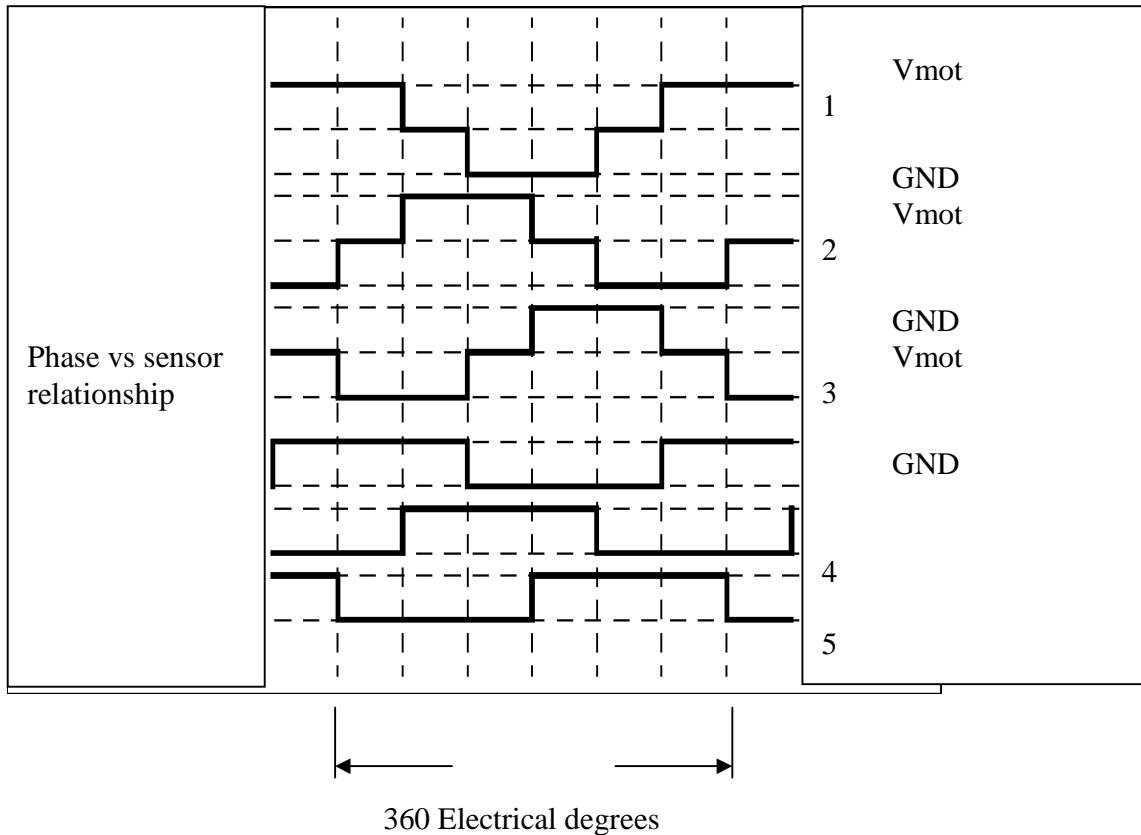 Vmot
1
GND
Vmot
2
GND
Phase vs sensor
Vmot
relationship
3
GND
4
5
360 Electrical degrees